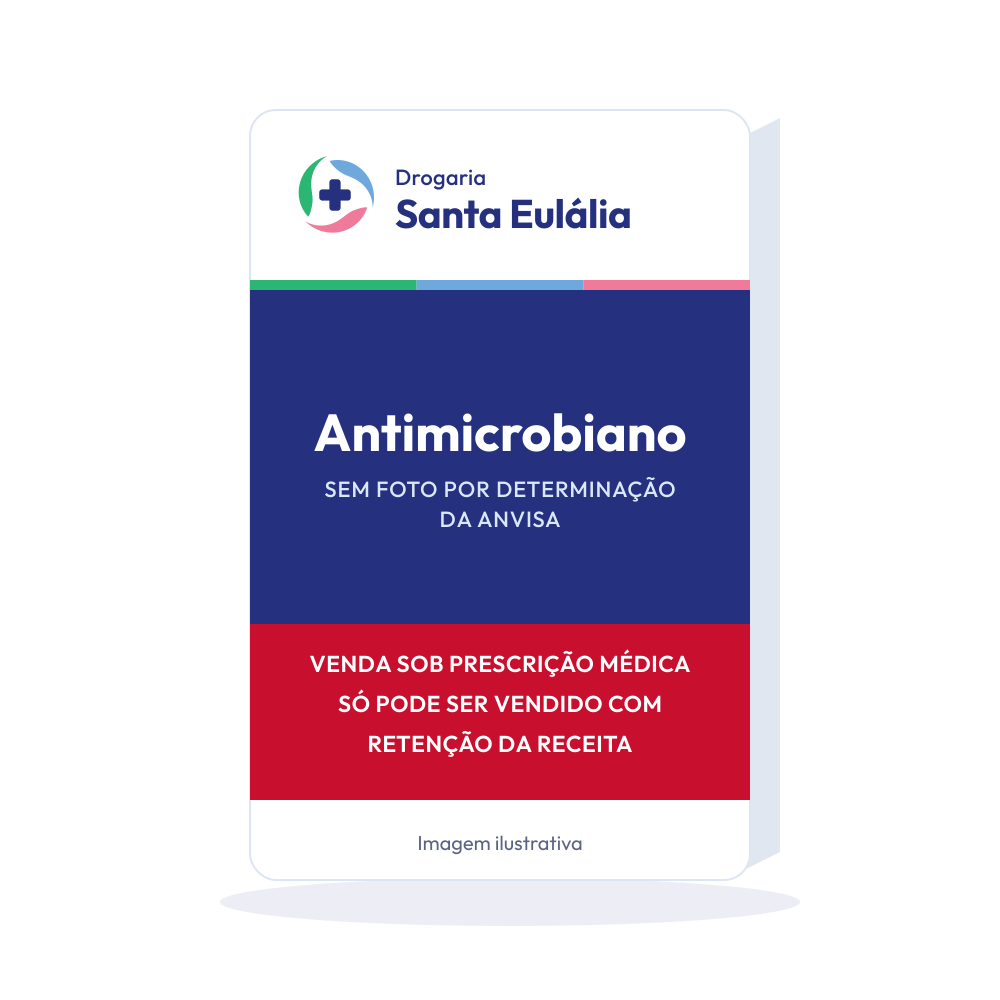 Drogaria
Santa Eulália
Antimicrobiano
SEM FOTO POR DETERMINAÇÃO
DA ANVISA
VENDA SOB PRESCRIÇÃO MÉDICA
SÓ PODE SER VENDIDO COM
RETENÇÃO DA RECEITA
Imagem ilustrativa